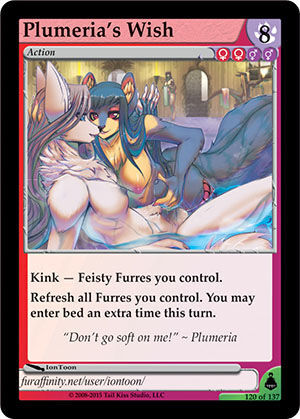 Plumeria's Wish
8
Action
Kink — Feisty Furres you control.
Refresh all Furres you control. You may
enter bed an extra time this turn.
"Don't go soft on me!" ~ Plumeria
IonToon
furaffinity.net/user/iontoon/
© 2008-2015 Tail Kiss Studio, LLC
120 of 137